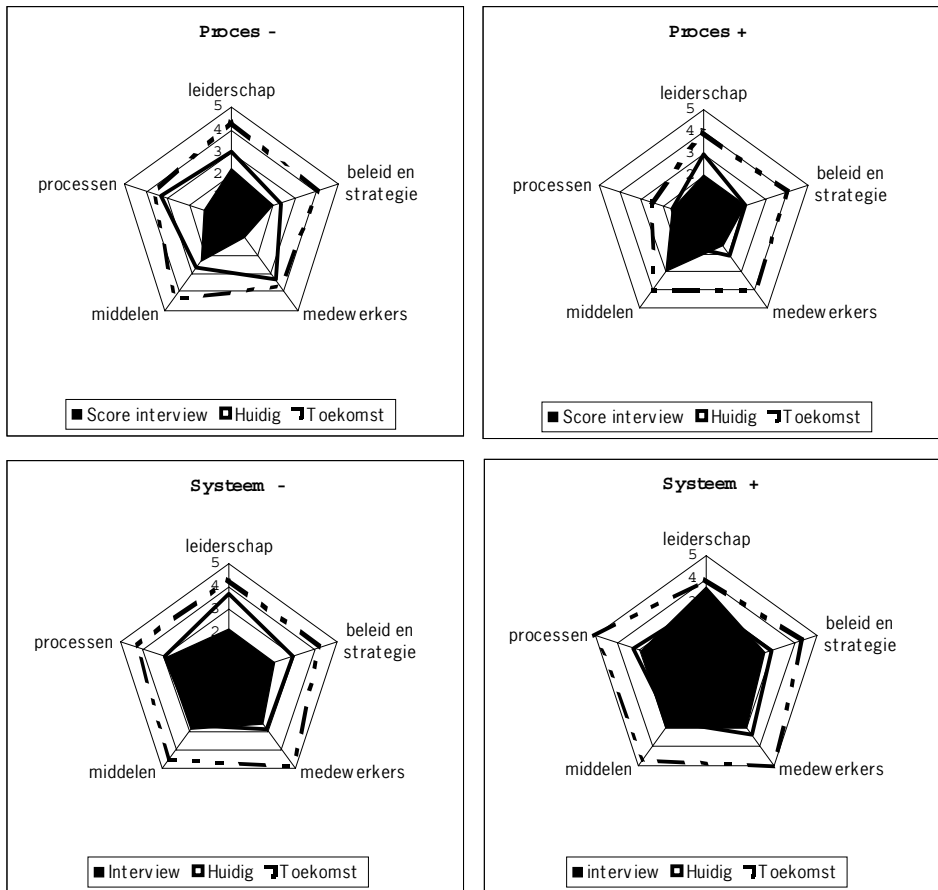 Proces -
leiderschap
5
4
3
2
beleid en
strategie
processen
middelen
medewerkers
Score interview Huidig Toekomst
Proces +
leiderschap
5
4
3
2
beleid en
strategie
processen
middelen
medewerkers
Score interview Huidig Toekomst
Systeem -
leiderschap
5
4
3
2
beleid en
strategie
processen
middelen
medewerkers
Interview Huidig Toekomst
Systeem +
leiderschap
5
4
beleid en
strategie
processen
middelen
medewerkers
interview Huidig Toekomst